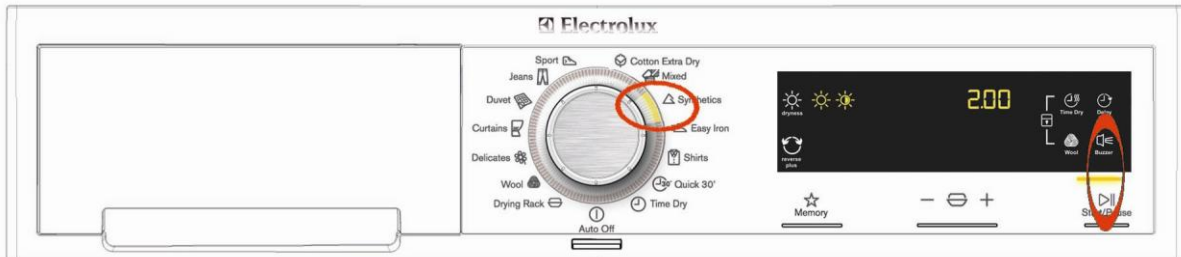 Electrolux
Sport
Jeans
Duvet
Curtains
Delicates
Wool
Drying Rack
Auto Off
Cotton Extra Dry
Mixed
Synthetics
Easy Iron
Shirts
30' Quick 30'
Time Dry
dryness
2.00
Time Dry
Delay
reverse plus
Wool
Buzzer
Memory
− +
Start/Pause